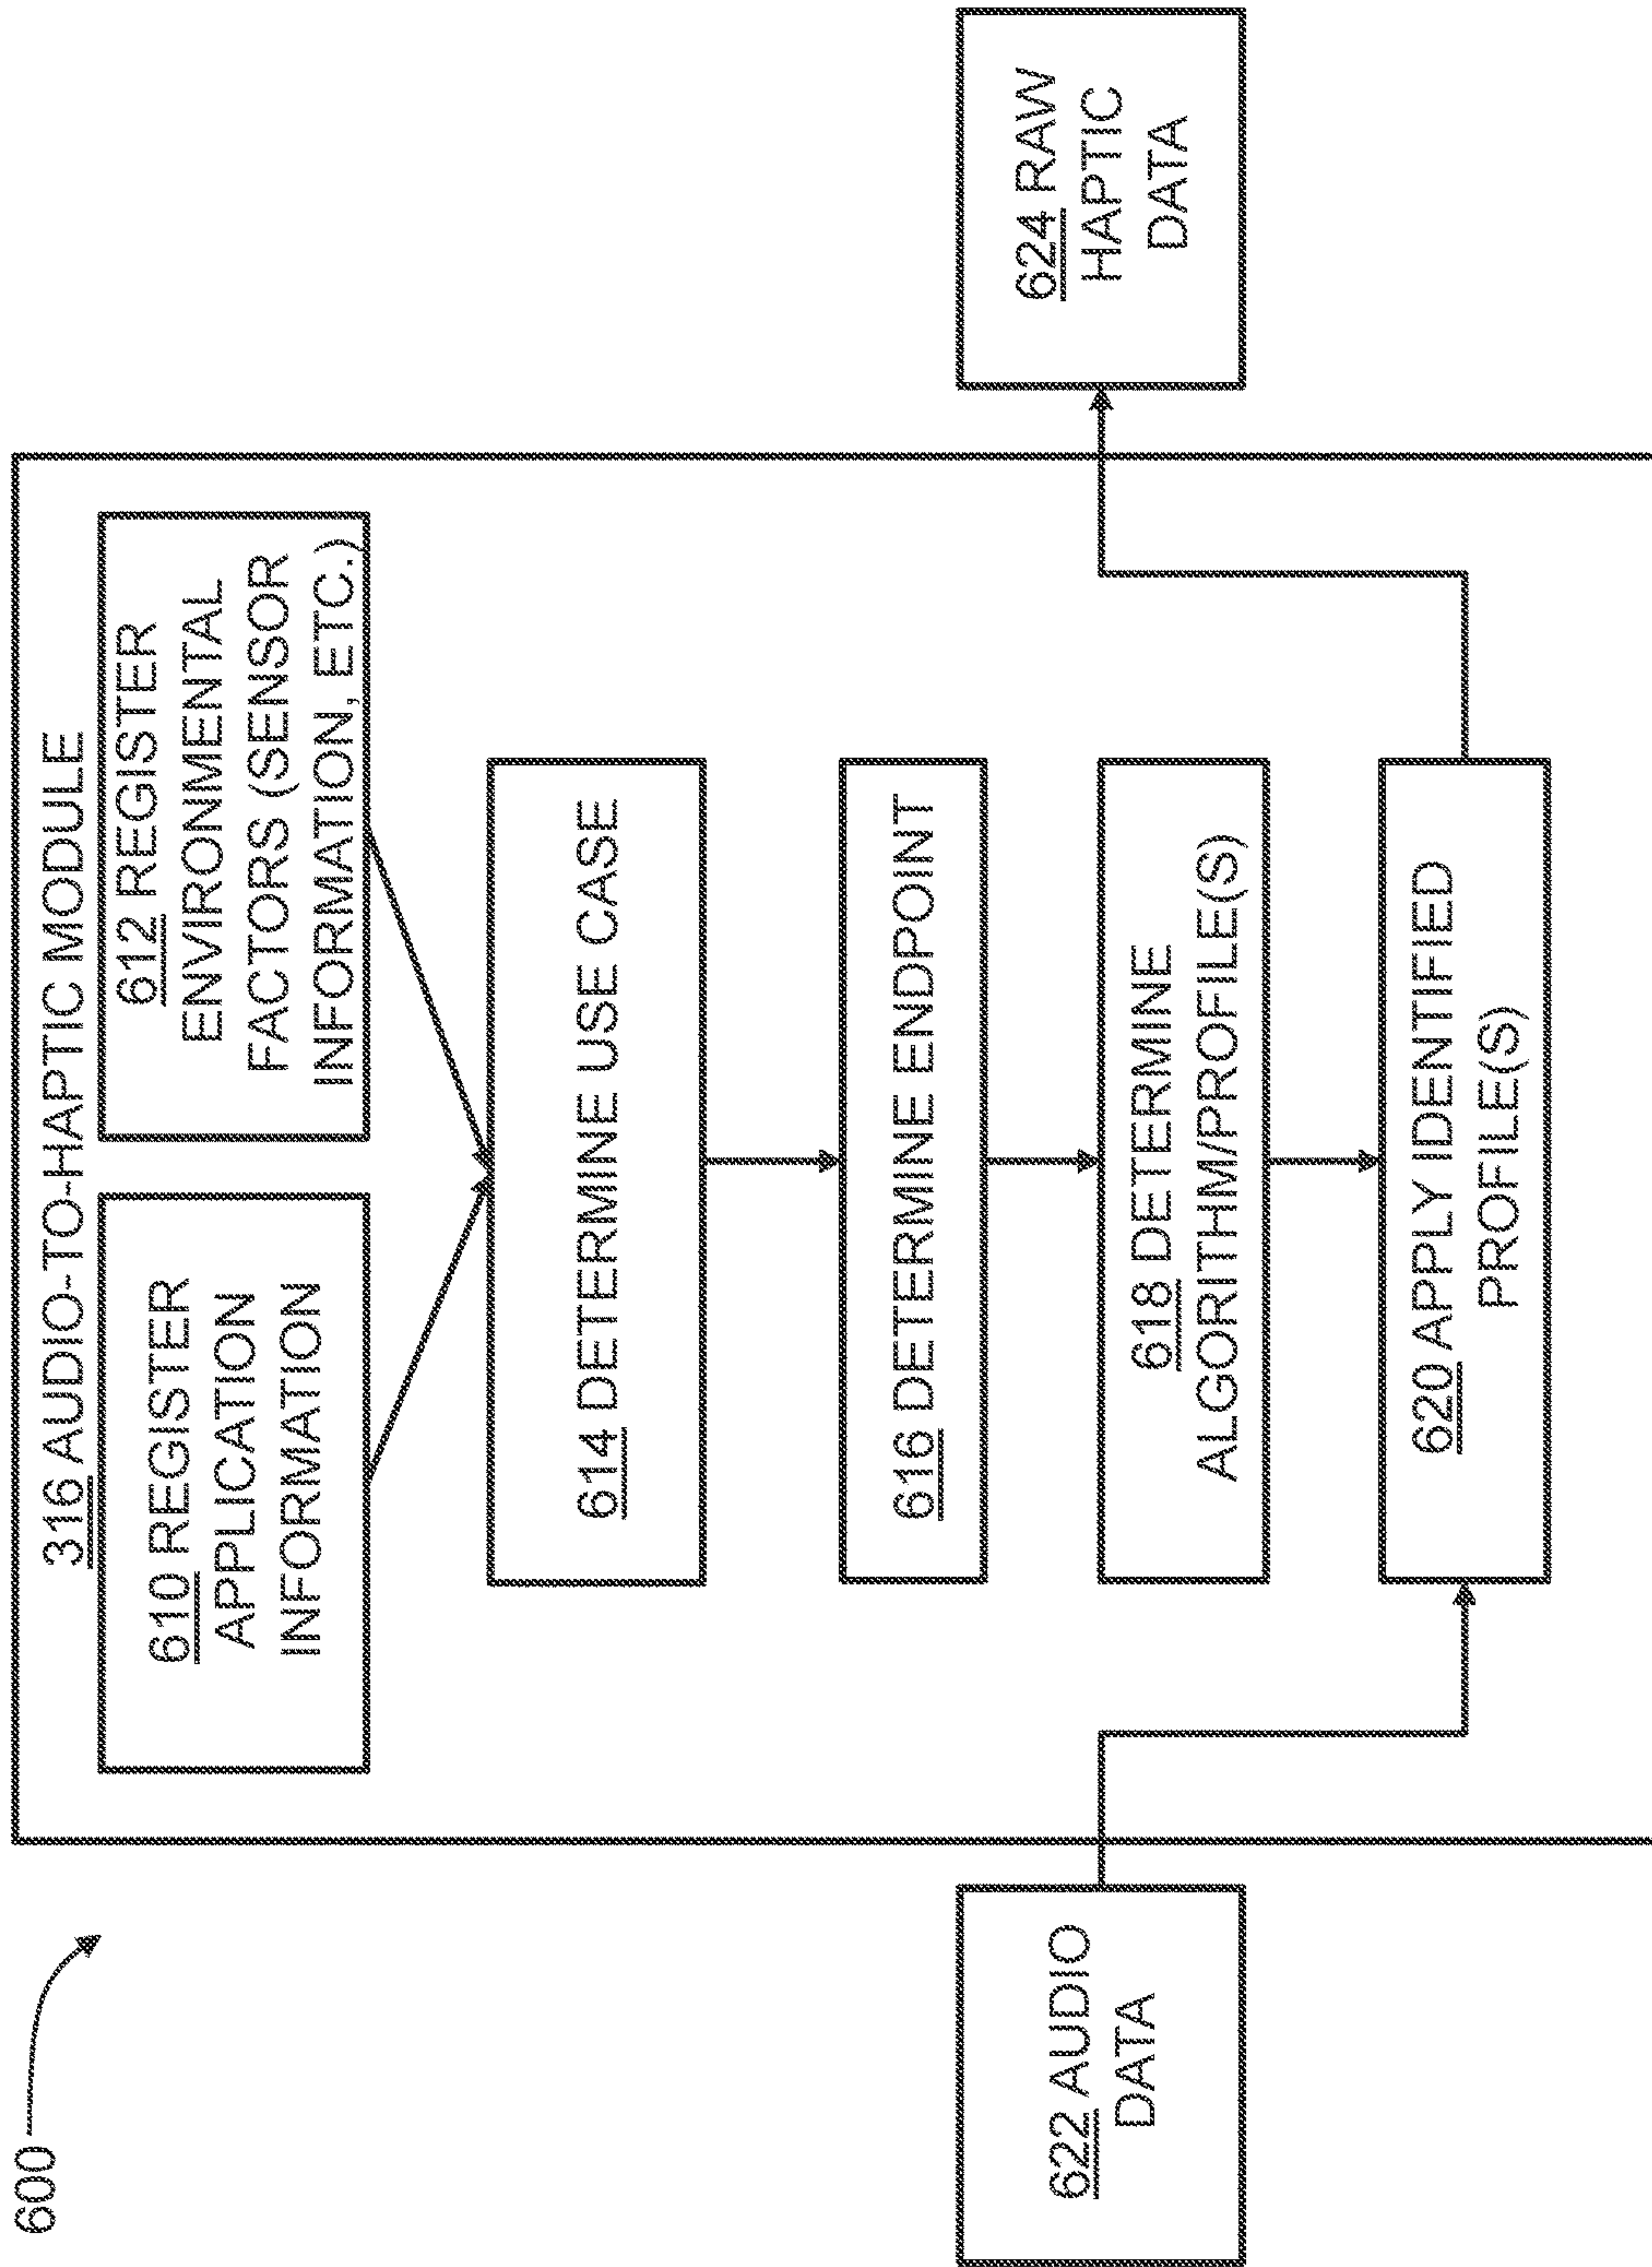 600
316 AUDIO-TO-HAPTIC MODULE
610 REGISTER
APPLICATION
INFORMATION
612 REGISTER
ENVIRONMENTAL
FACTORS (SENSOR
INFORMATION, ETC.)
614 DETERMINE USE CASE
616 DETERMINE ENDPOINT
618 DETERMINE
ALGORITHM/PROFILE(S)
620 APPLY IDENTIFIED
PROFILE(S)
622 AUDIO
DATA
624 RAW
HAPTIC
DATA